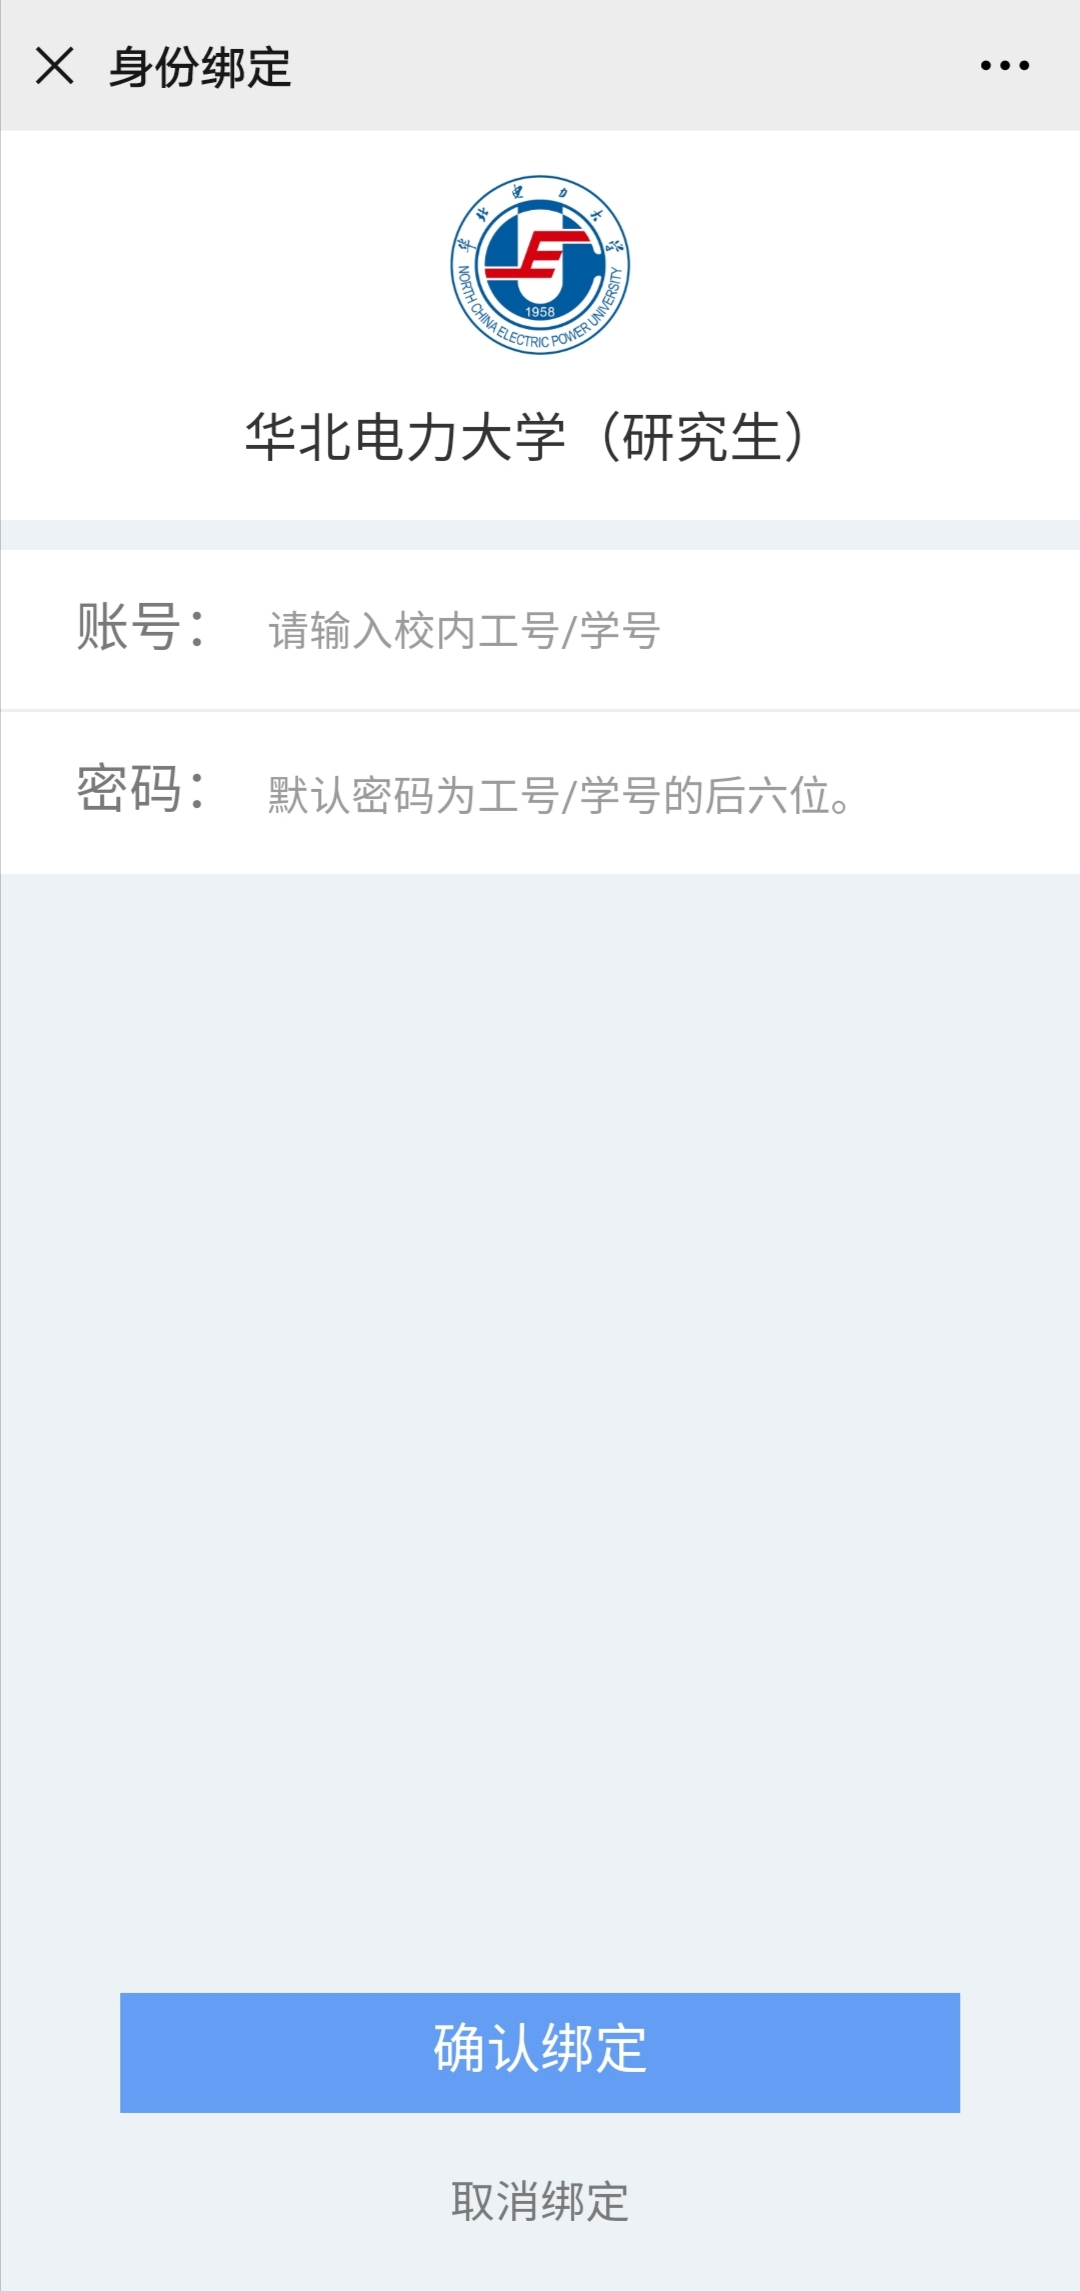 身份绑定
华北电力大学
1958
NORTH CHINA ELECTRIC POWER UNIVERSITY
华北电力大学（研究生）
账号： 请输入校内工号/学号
密码： 默认密码为工号/学号的后六位。
确认绑定
取消绑定